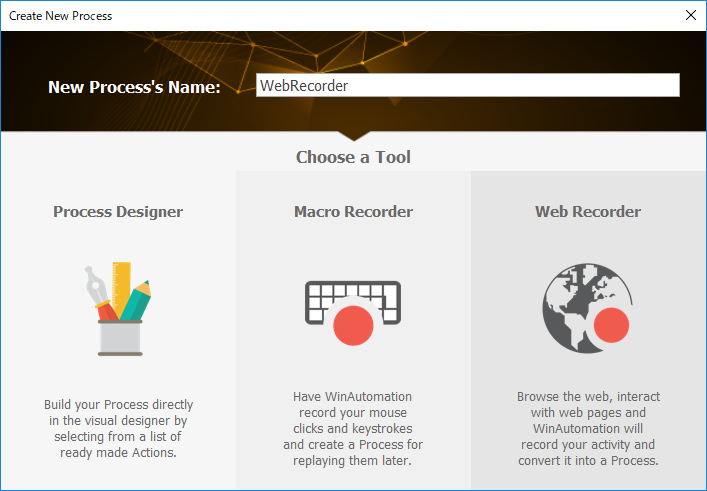 Create New Process
New Process's Name:
WebRecorder
Choose a Tool
Process Designer
Build your Process directly
in the visual designer by
selecting from a list of
ready made Actions.
Macro Recorder
Have WinAutomation
record your mouse
clicks and keystrokes
and create a Process for
replaying them later.
Web Recorder
Browse the web, interact
with web pages and
WinAutomation will
record your activity and
convert it into a Process.